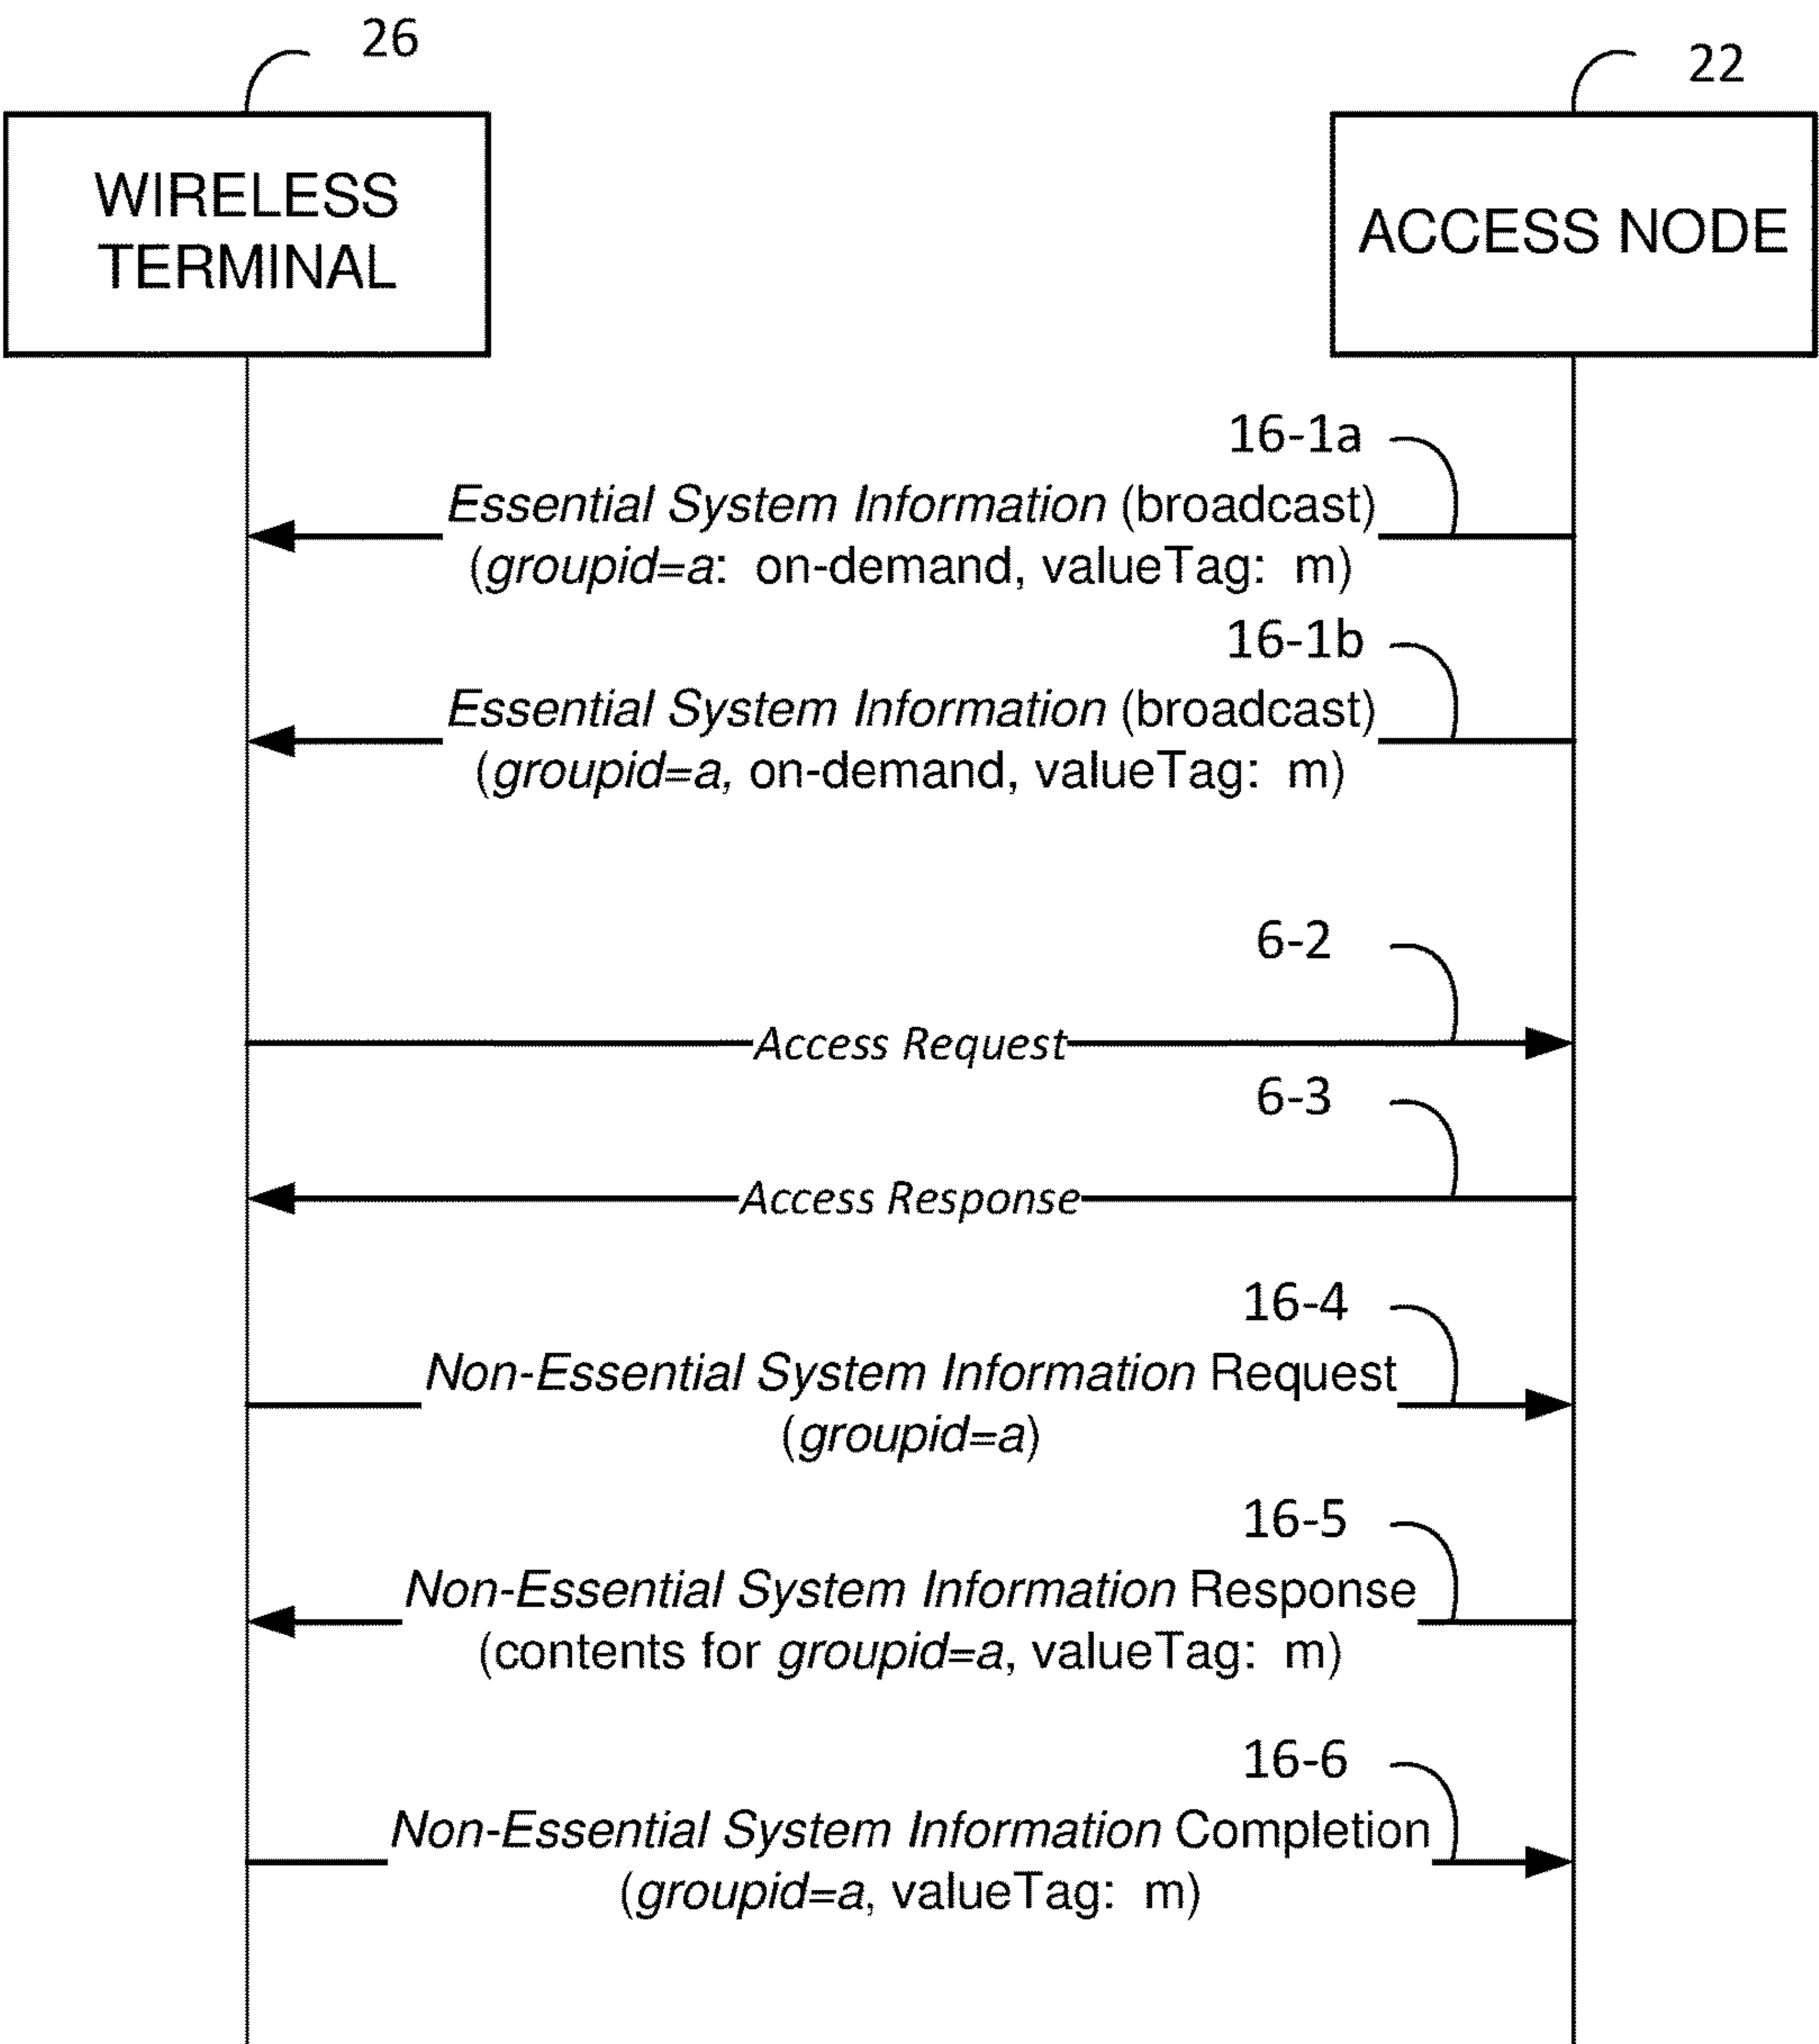 26
22
WIRELESS
TERMINAL
ACCESS NODE
16-1a
Essential System Information (broadcast)
(groupid=a: on-demand, valueTag: m)
16-1b
Essential System Information (broadcast)
(groupid=a, on-demand, valueTag: m)
6-2
Access Request
6-3
Access Response
16-4
Non-Essential System Information Request
(groupid=a)
16-5
Non-Essential System Information Response
(contents for groupid=a, valueTag: m)
16-6
Non-Essential System Information Completion
(groupid=a, valueTag: m)